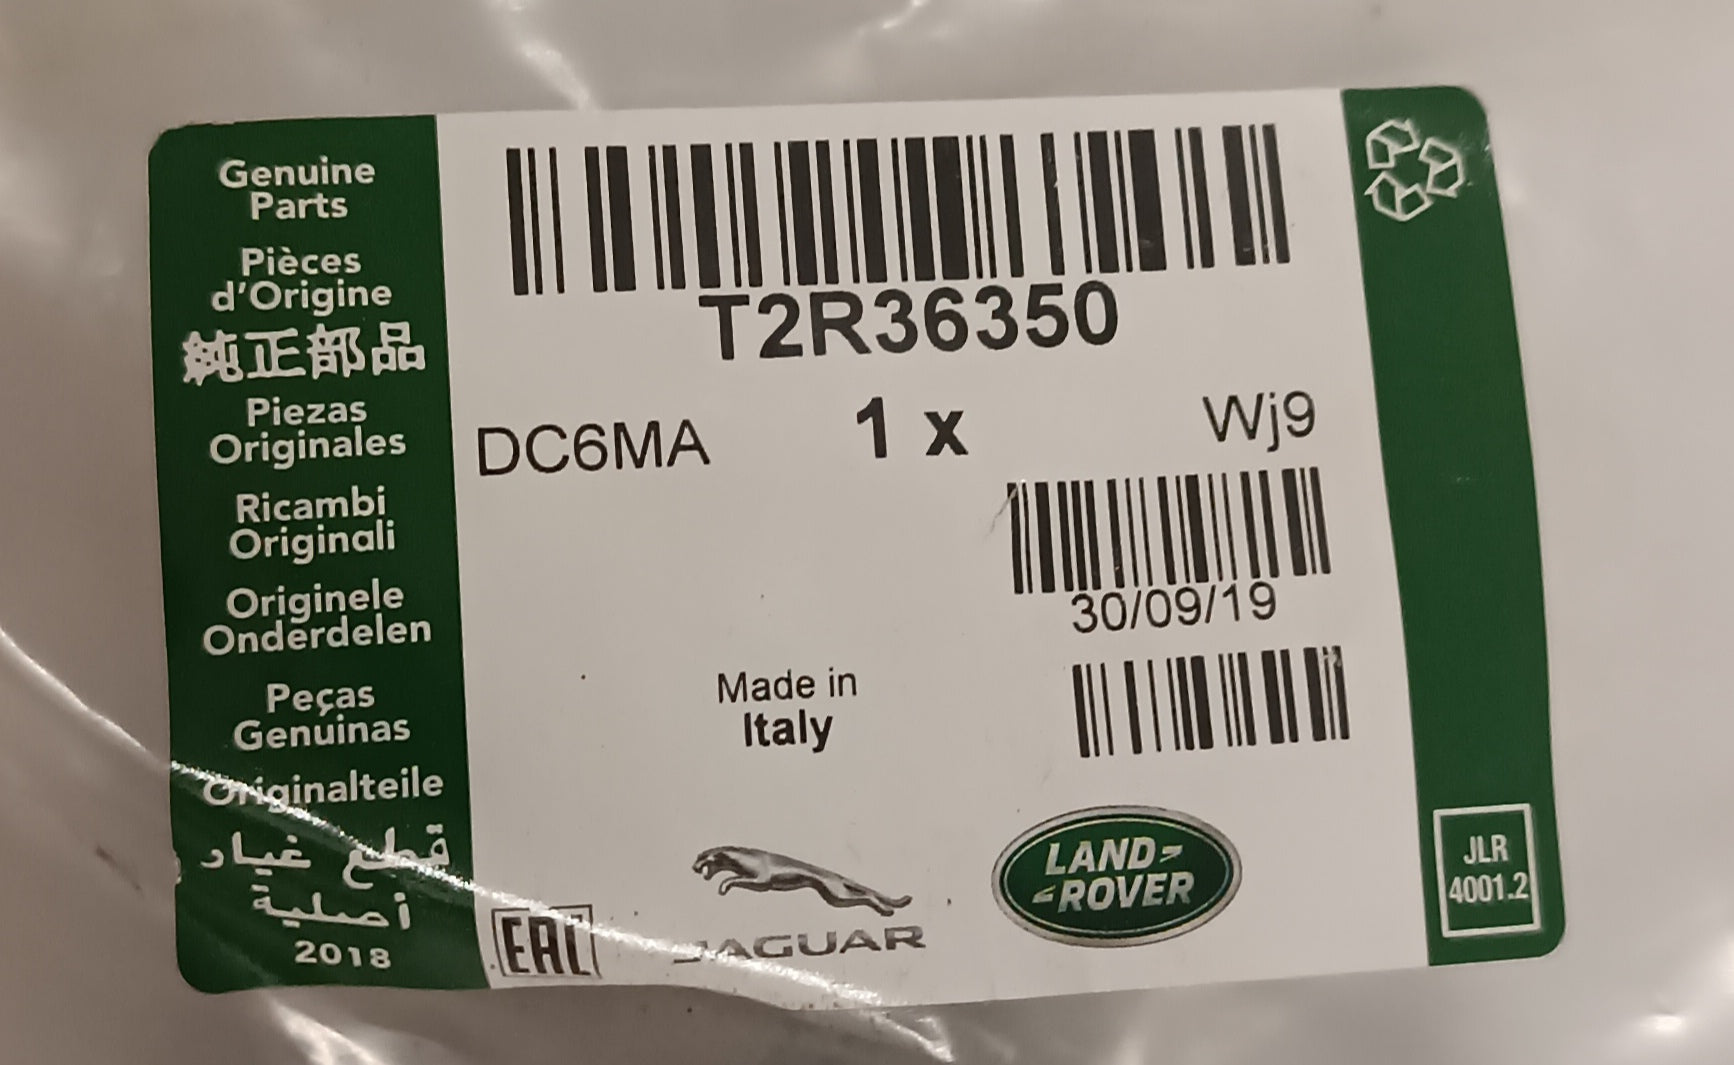 Genuine
Parts
Pièces
d'Origine
純正部品
Piezas
Originales
Ricambi
Originali
Originele
Onderdelen
Peças
Genuinas
Originalteile
قطع غيار
أصلية
2018
T2R36350
DC6MA 1 x Wj9
30/09/19
Made in
Italy
EAC
JAGUAR
LAND-
-ROVER
JLR
4001.2